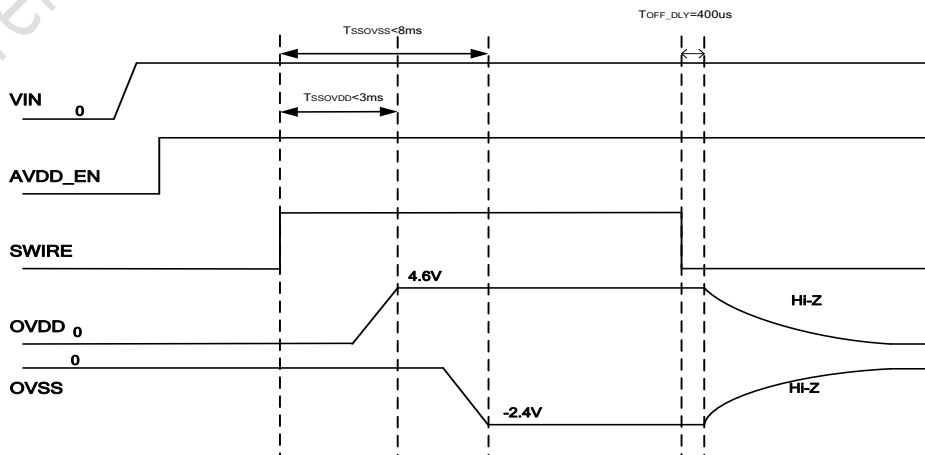 TOFF_DLY=400us
TSSOVSS<8ms
TSSOVDD<3ms
VIN 0
AVDD_EN
SWIRE
4.6V
OVDD 0
Hi-Z
0
OVSS
Hi-Z
-2.4V